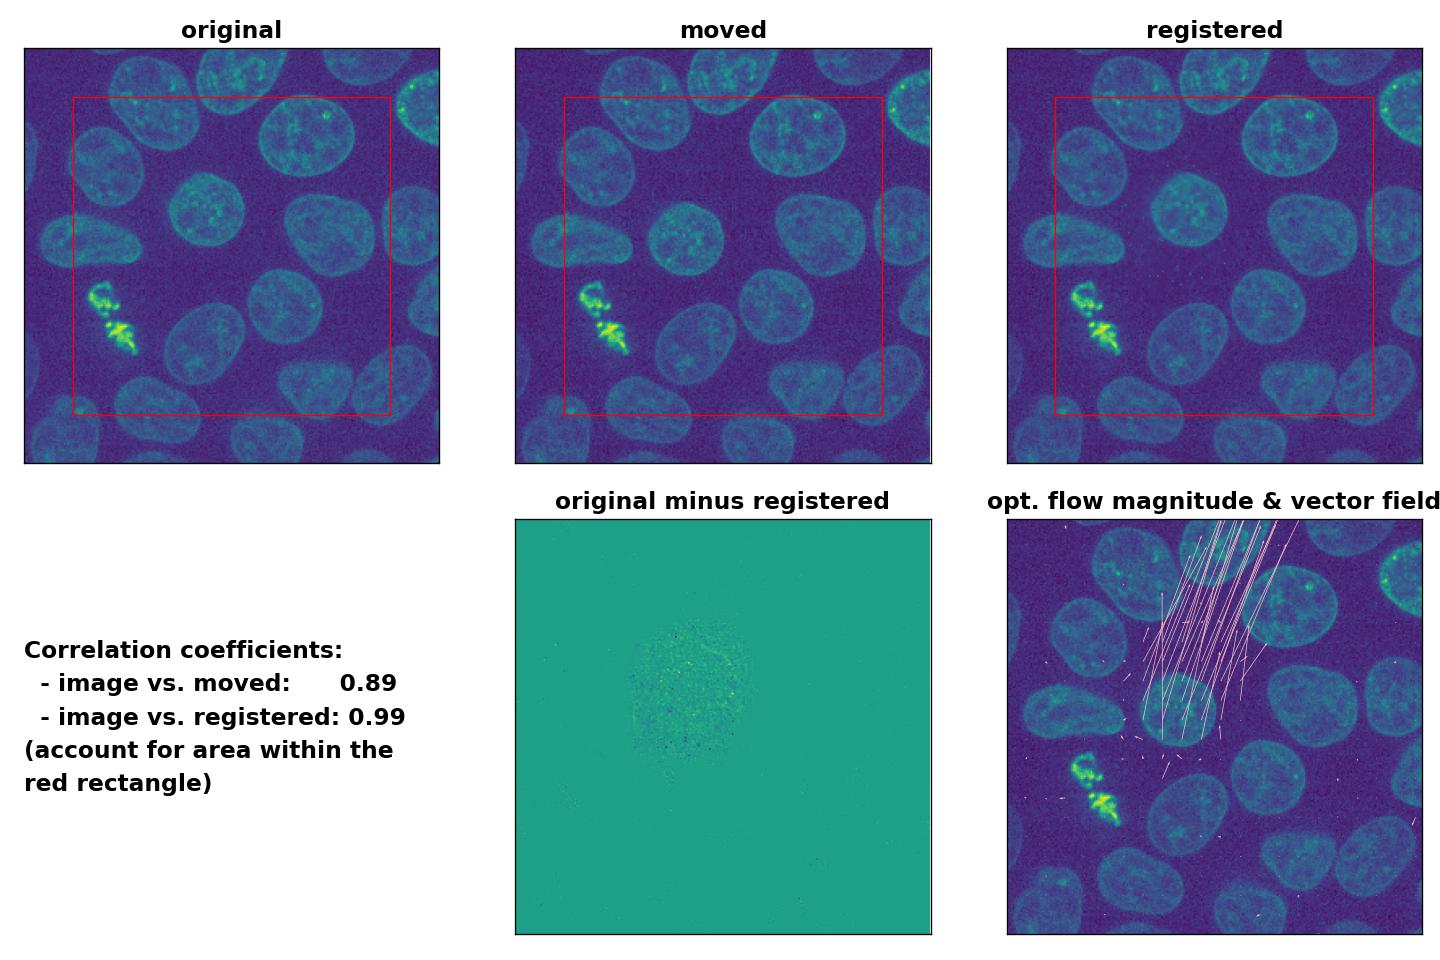 original
moved
registered
original minus registered
opt. flow magnitude & vector field
Correlation coefficients:
- image vs. moved: 0.89
- image vs. registered: 0.99
(account for area within the
red rectangle)